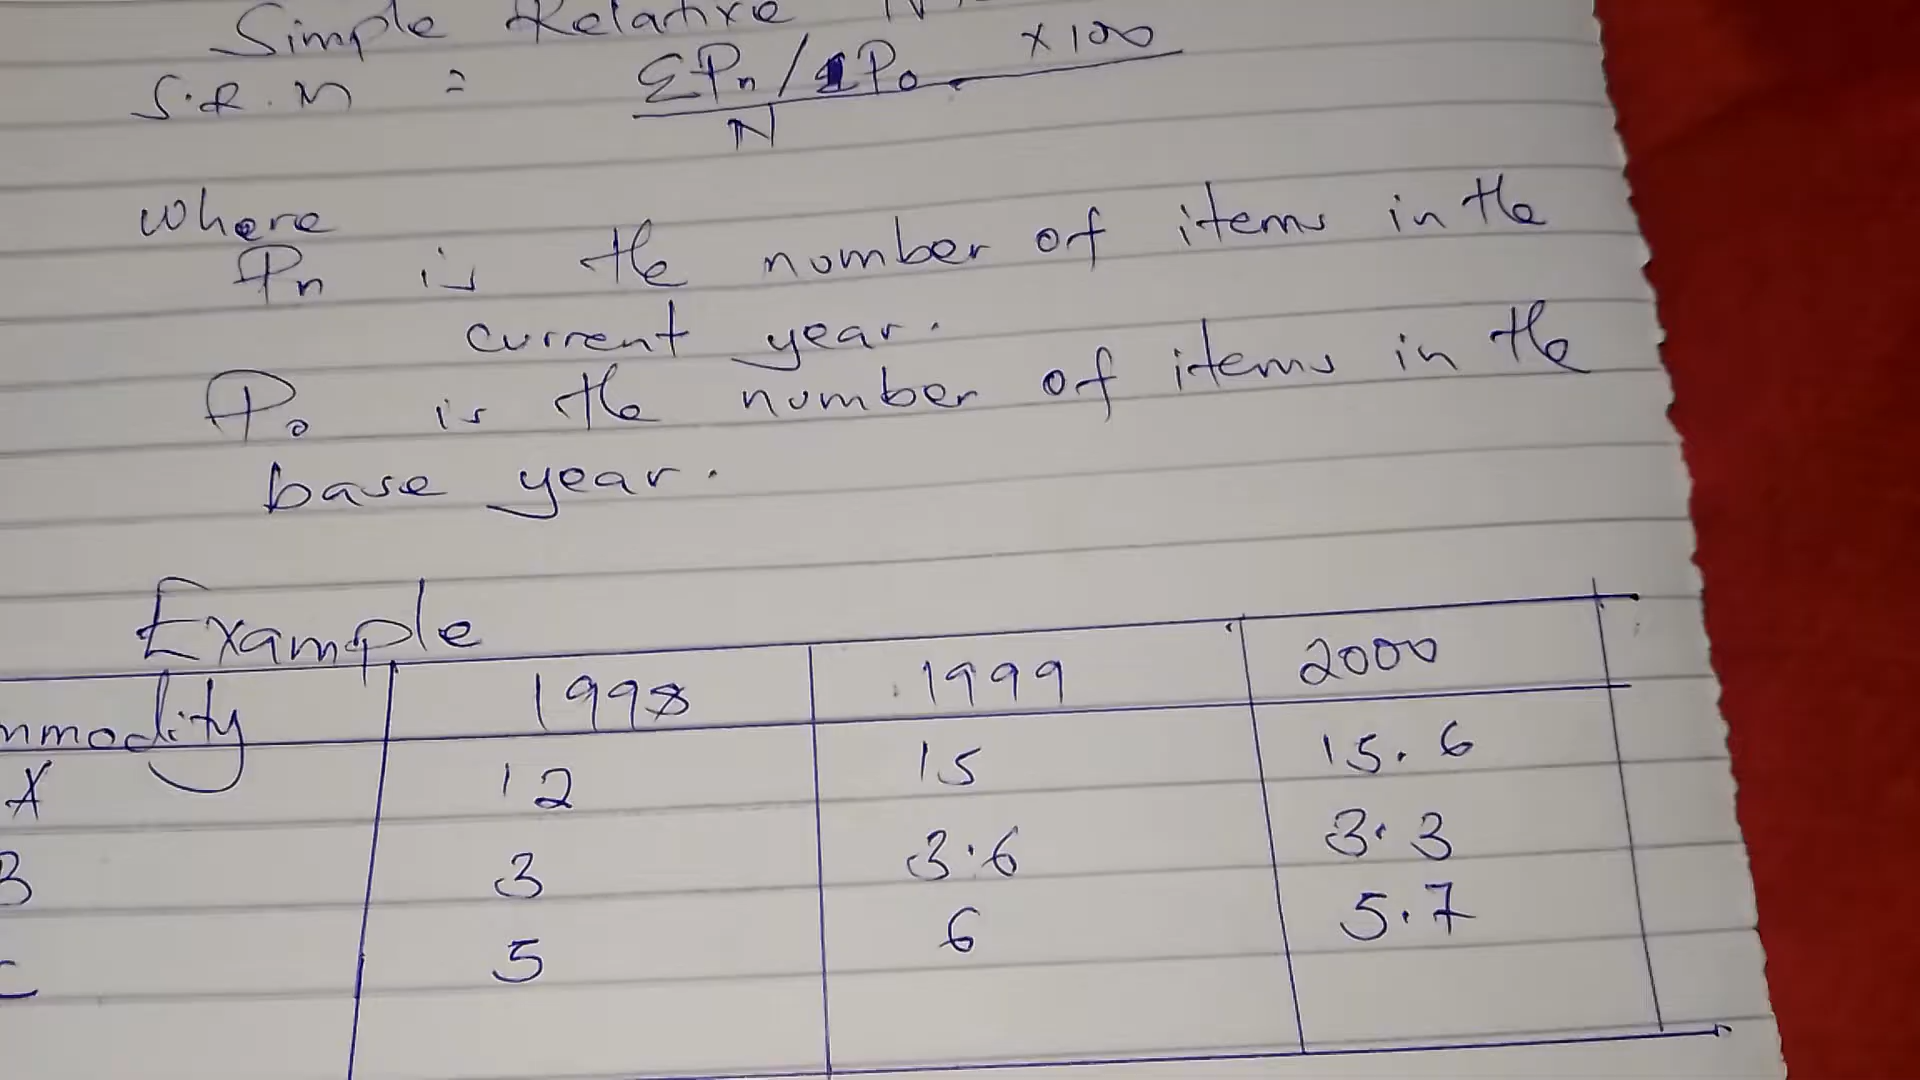 Simple Relative
S.R.M = ΣPn/Po × 100
N
where
Pn is the number of items in the
current year.
Po is the number of items in the
base year.
Example
mmodity 1998 1999 2000
A 12 15 15.6
B 3 3.6 3.3
C 5 6 5.7